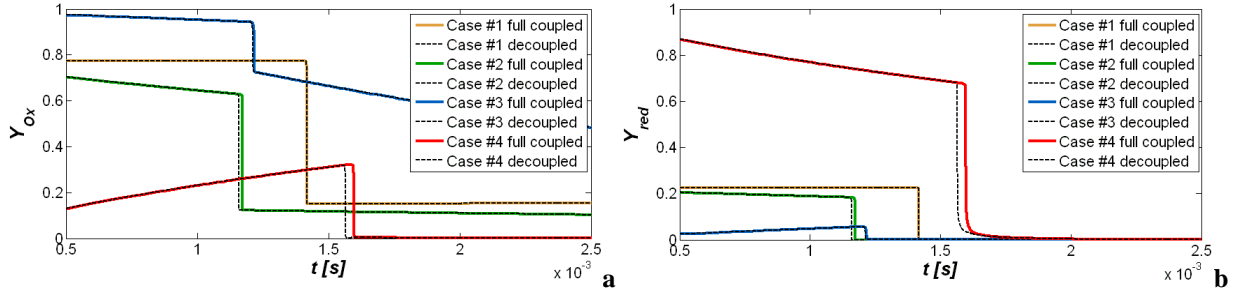 Y_Ox
1
0.8
0.6
0.4
0.2
0
0.5
1
1.5
2
2.5
t [s]
x 10^-3
Case #1 full coupled
Case #1 decoupled
Case #2 full coupled
Case #2 decoupled
Case #3 full coupled
Case #3 decoupled
Case #4 full coupled
Case #4 decoupled
a
Y_red
1
0.8
0.6
0.4
0.2
0
0.5
1
1.5
2
2.5
t [s]
x 10^-3
Case #1 full coupled
Case #1 decoupled
Case #2 full coupled
Case #2 decoupled
Case #3 full coupled
Case #3 decoupled
Case #4 full coupled
Case #4 decoupled
b